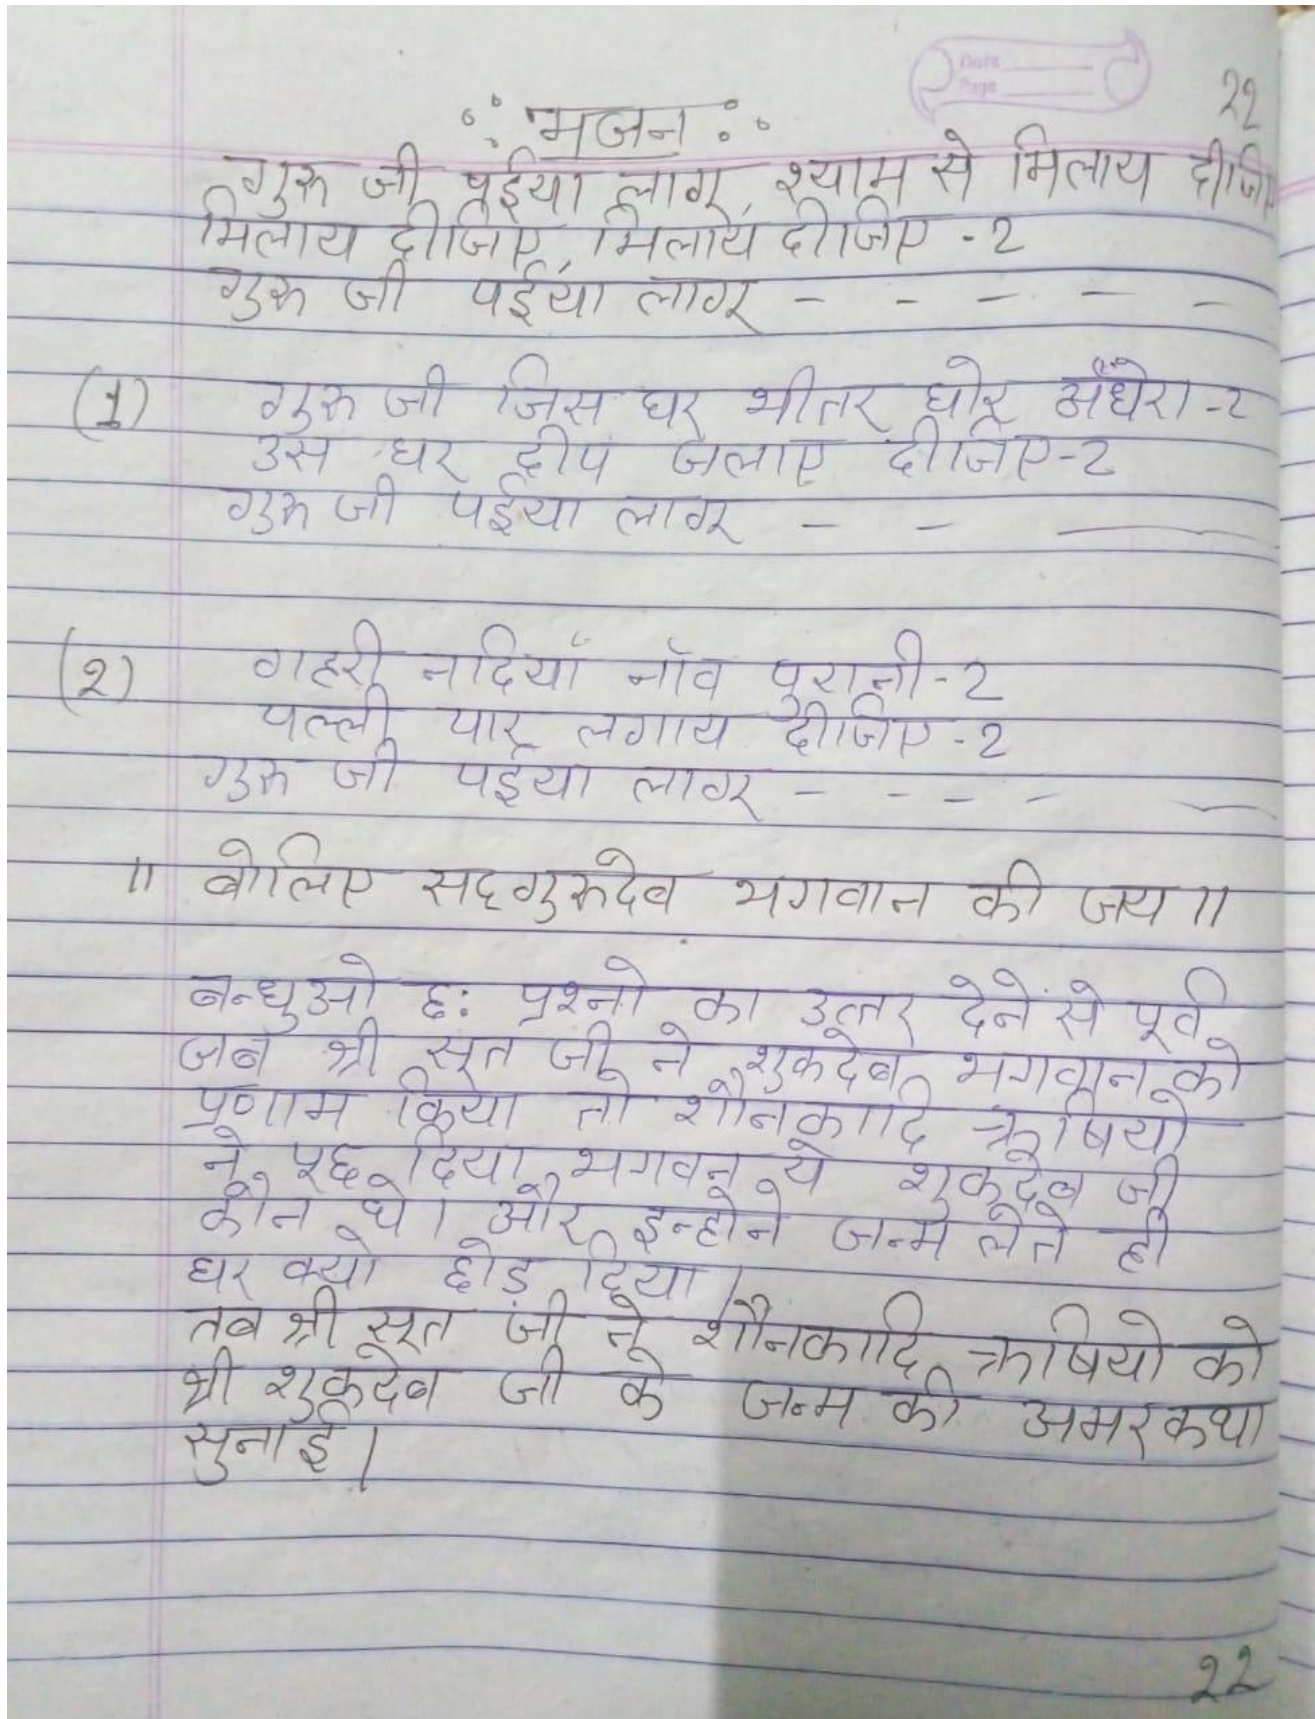 Date
Page
22
भजन
गुरु जी पईया लागू, श्याम से मिलाय दीजिए
मिलाय दीजिए, मिलाय दीजिए - 2
गुरु जी पईया लागू - - - - -
(1) गुरु जी जिस घर भीतर घोर अँधेरा - 2
उस घर दीप जलाए दीजिए - 2
गुरु जी पईया लागू - - —
(2) गहरी नदियाँ नॉव पुरानी - 2
पल्ली पार लगाय दीजिए - 2
गुरु जी पईया लागू - - - - —
॥ बोलिए सद्गुरुदेव भगवान की जय ॥
बन्धुओ छः प्रश्नो का उत्तर देने से पूर्व
जब श्री सूत जी ने शुकदेव भगवान को
प्रणाम किया तो शौनकादि ऋषियो
ने पूछ दिया भगवन ये शुकदेव जी
कौन थे। और इन्होने जन्म लेते ही
घर क्यो छोड़ दिया।
तब श्री सूत जी ने शौनकादि ऋषियो को
श्री शुकदेव जी के जन्म की अमरकथा
सुनाई।
22